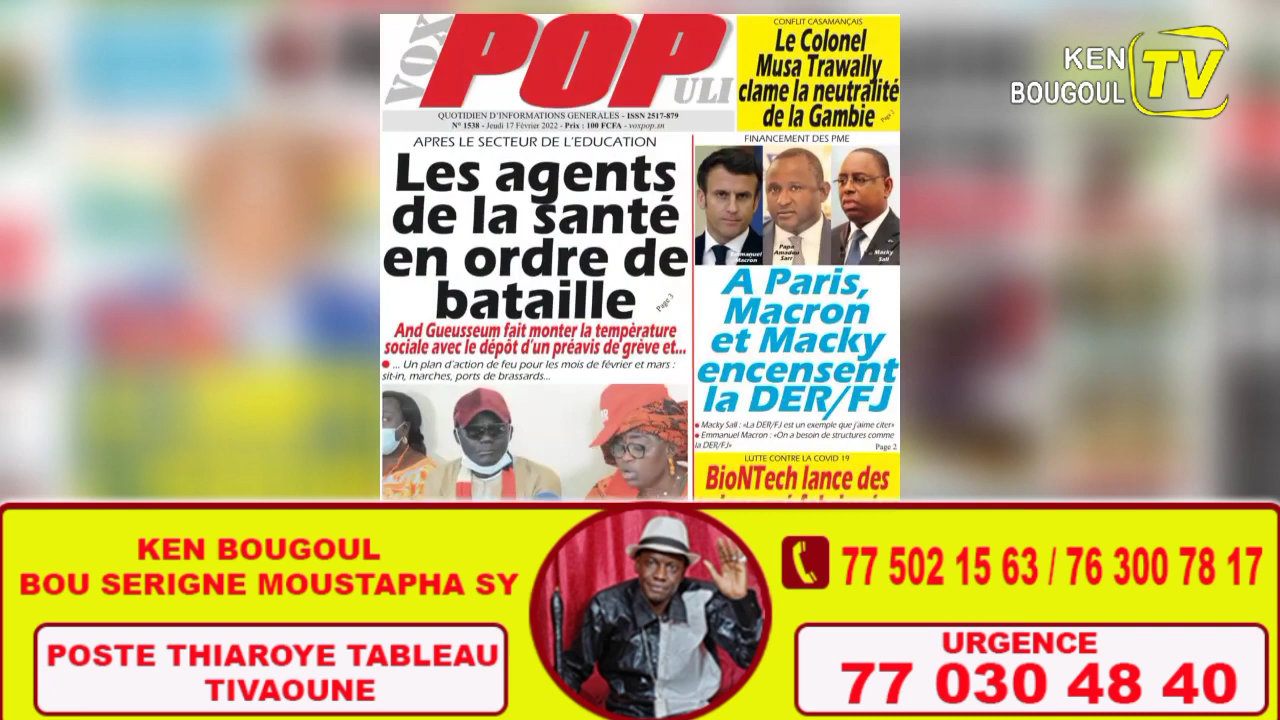 VOX
POP
ULI
QUOTIDIEN D'INFORMATIONS GENERALES - ISSN 2517-879
N° 1538 - Jeudi 17 Février 2022 - Prix : 100 FCFA - voxpop.sn
CONFLIT CASAMANÇAIS
Le Colonel
Musa Trawally
clame la neutralité
de la Gambie
KEN
BOUGOUL
TV
APRES LE SECTEUR DE L'EDUCATION
Les agents
de la santé
en ordre de
bataille
Page 3
And Gueusseum fait monter la tempèrature
sociale avec le dépôt d'un préavis de grève et...
... Un plan d'action de feu pour les mois de février et mars :
sit-in, marches, ports de brassards...
FINANCEMENT DES PME
Emmanuel
Macron
Papa
Amadou
Sarr
Macky
Sall
A Paris,
Macron
et Macky
encensent
la DER/FJ
Macky Sall : «La DER/FJ est un exemple que j'aime citer»
Emmanuel Macron : «On a besoin de structures comme
la DER/FJ»
Page 2
LUTTE CONTRE LA COVID 19
BioNTech lance des
KEN BOUGOUL
BOU SERIGNE MOUSTAPHA SY
POSTE THIAROYE TABLEAU
TIVAOUNE
77 502 15 63 / 76 300 78 17
URGENCE
77 030 48 40